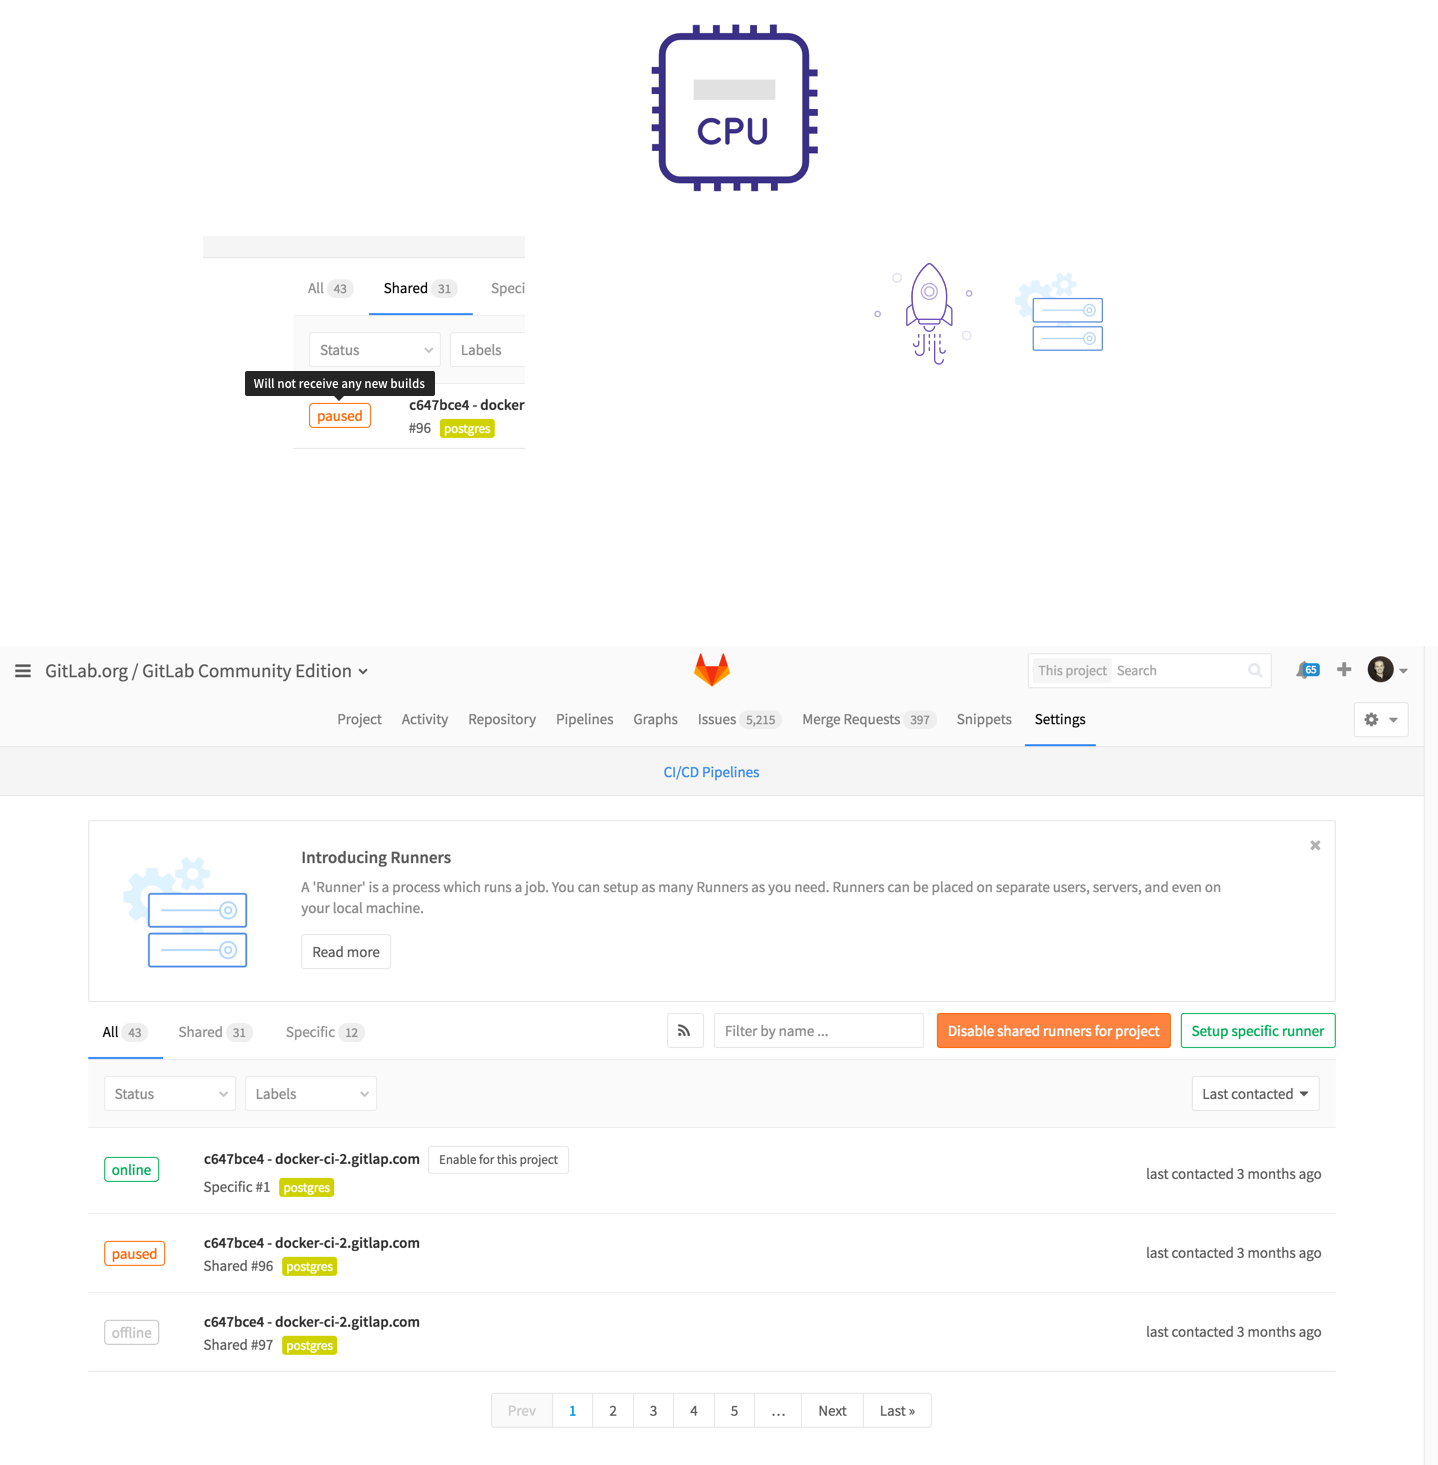 CPU
All 43 Shared 31 Speci
Status Labels
Will not receive any new builds
paused c647bce4 - docker
#96 postgres
GitLab.org / GitLab Community Edition This project Search 65
Project Activity Repository Pipelines Graphs Issues 5,215 Merge Requests 397 Snippets Settings
CI/CD Pipelines
Introducing Runners
A 'Runner' is a process which runs a job. You can setup as many Runners as you need. Runners can be placed on separate users, servers, and even on
your local machine.
Read more
All 43 Shared 31 Specific 12 Filter by name ... Disable shared runners for project Setup specific runner
Status Labels Last contacted
online c647bce4 - docker-ci-2.gitlap.com Enable for this project last contacted 3 months ago
Specific #1 postgres
paused c647bce4 - docker-ci-2.gitlap.com last contacted 3 months ago
Shared #96 postgres
offline c647bce4 - docker-ci-2.gitlap.com last contacted 3 months ago
Shared #97 postgres
Prev 1 2 3 4 5 ... Next Last »